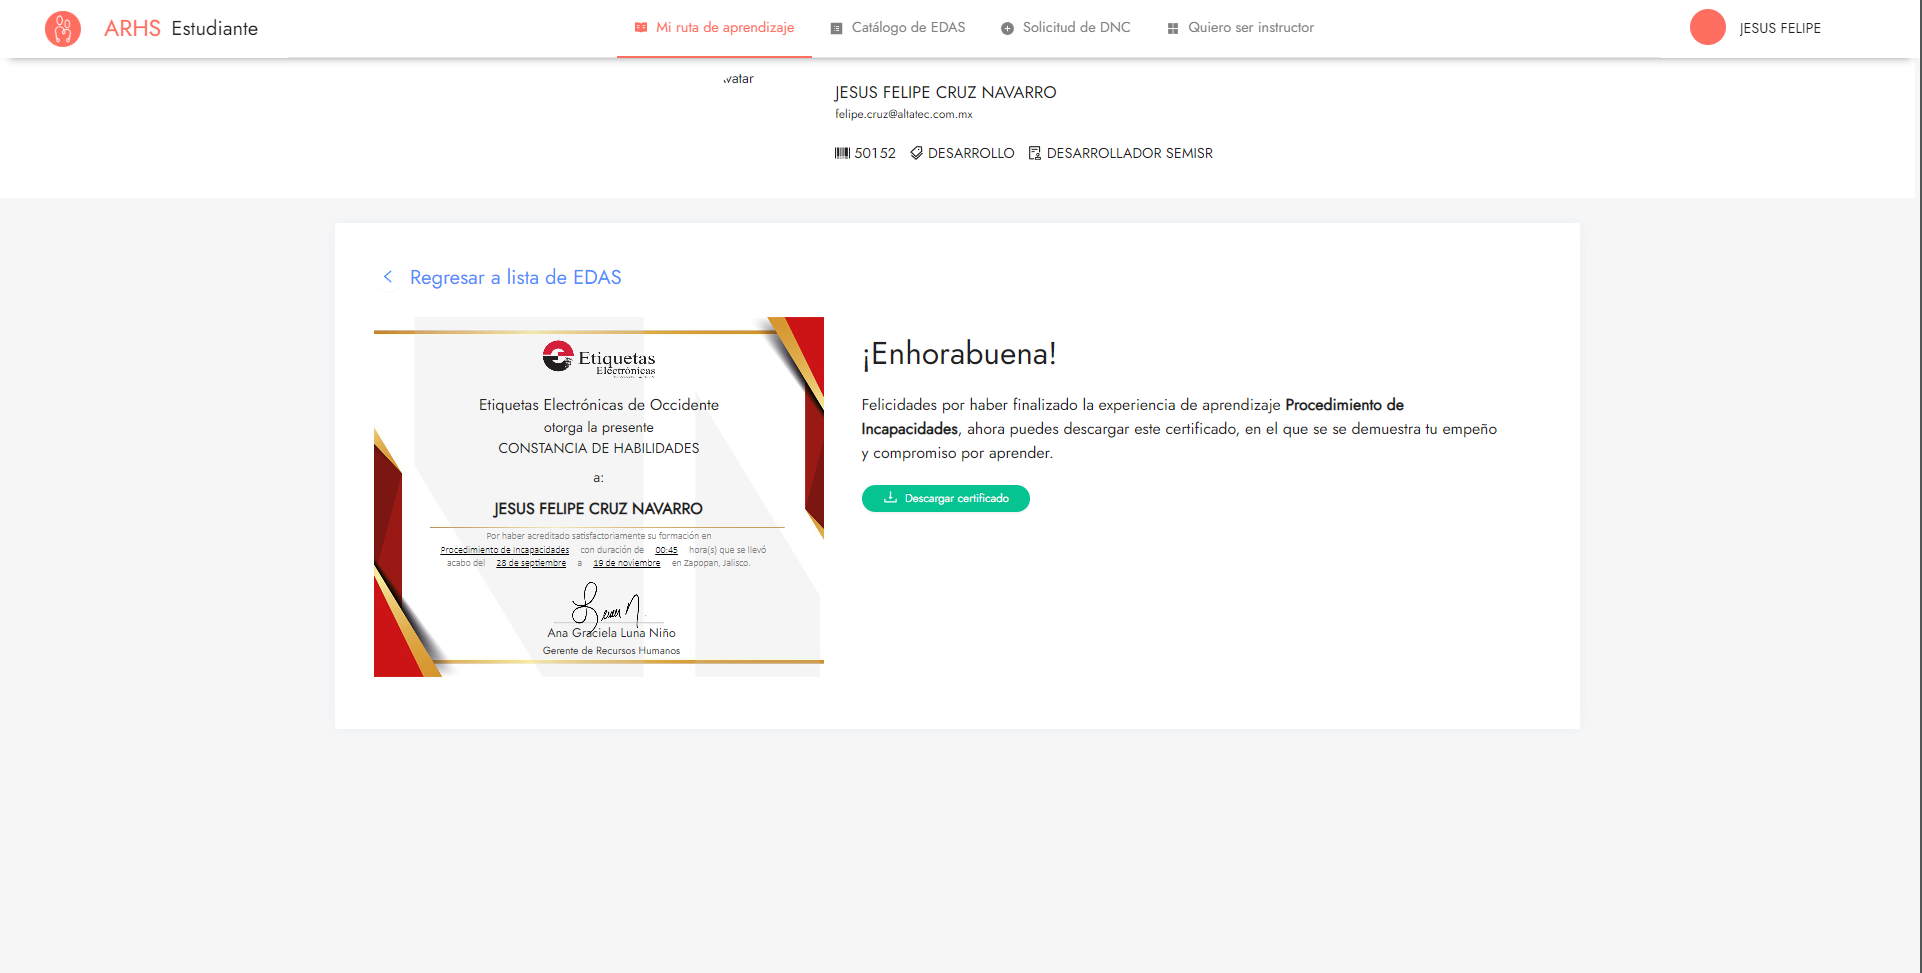 ARHS Estudiante
Mi ruta de aprendizaje
Catálogo de EDAS
Solicitud de DNC
Quiero ser instructor
JESUS FELIPE
vatar
JESUS FELIPE CRUZ NAVARRO
felipe.cruz@altatec.com.mx
50152 DESARROLLO DESARROLLADOR SEMISR
Regresar a lista de EDAS
Etiquetas
Electrónicas
Etiquetas Electrónicas de Occidente
otorga la presente
CONSTANCIA DE HABILIDADES
a:
JESUS FELIPE CRUZ NAVARRO
Por haber acreditado satisfactoriamente su formación en
Procedimiento de Incapacidades con duración de 00:45 hora(s) que se llevó
acabo del 28 de septiembre a 19 de noviembre en Zapopan, Jalisco.
Ana Graciela Luna Niño
Gerente de Recursos Humanos
¡Enhorabuena!
Felicidades por haber finalizado la experiencia de aprendizaje Procedimiento de
Incapacidades, ahora puedes descargar este certificado, en el que se se demuestra tu empeño
y compromiso por aprender.
Descargar certificado